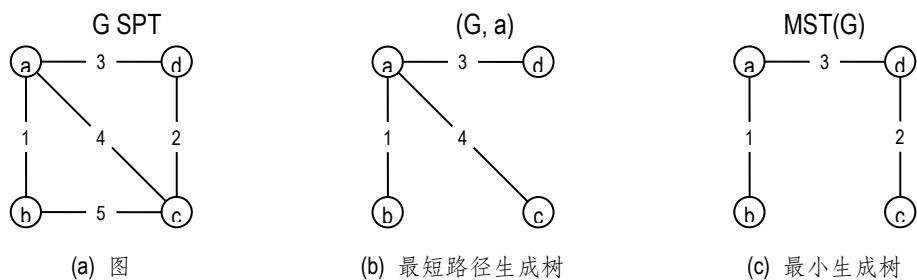 G SPT
(G, a)
MST(G)
a 3 d
a 3 d
a 3 d
1 4 2
1 4
1 2
b 5 c
b c
b c
(a) 图
(b) 最短路径生成树
(c) 最小生成树